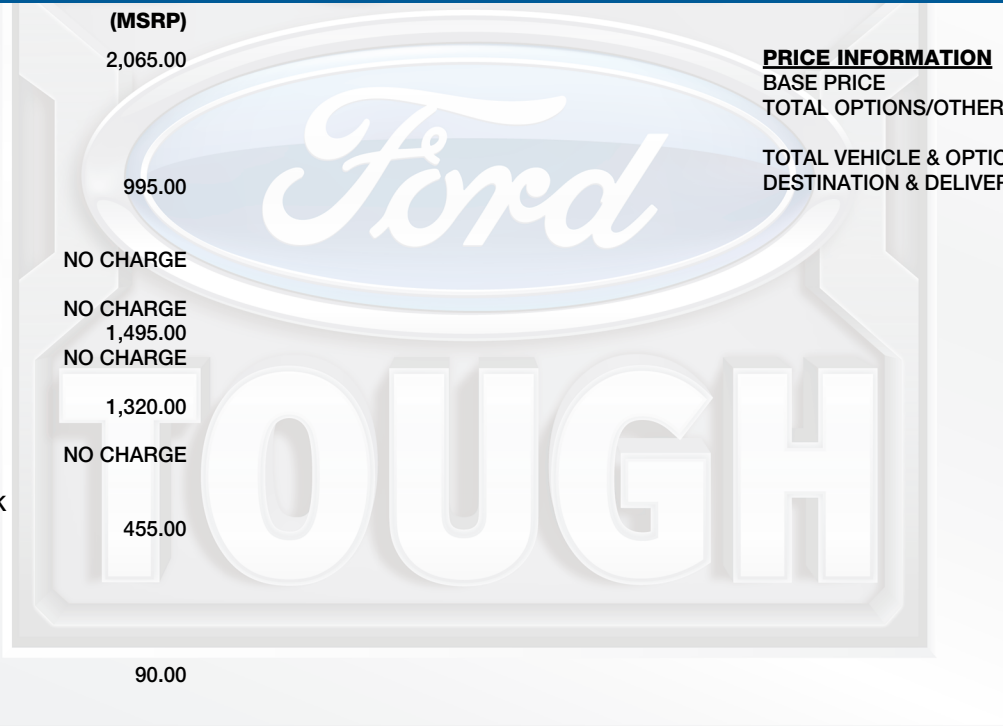 (MSRP)
2,065.00
995.00
NO CHARGE
NO CHARGE
1,495.00
NO CHARGE
1,320.00
NO CHARGE
K
455.00
90.00
PRICE INFORMATION
BASE PRICE
TOTAL OPTIONS/OTHER
TOTAL VEHICLE & OPTIO
DESTINATION & DELIVER
Ford
TOUGH